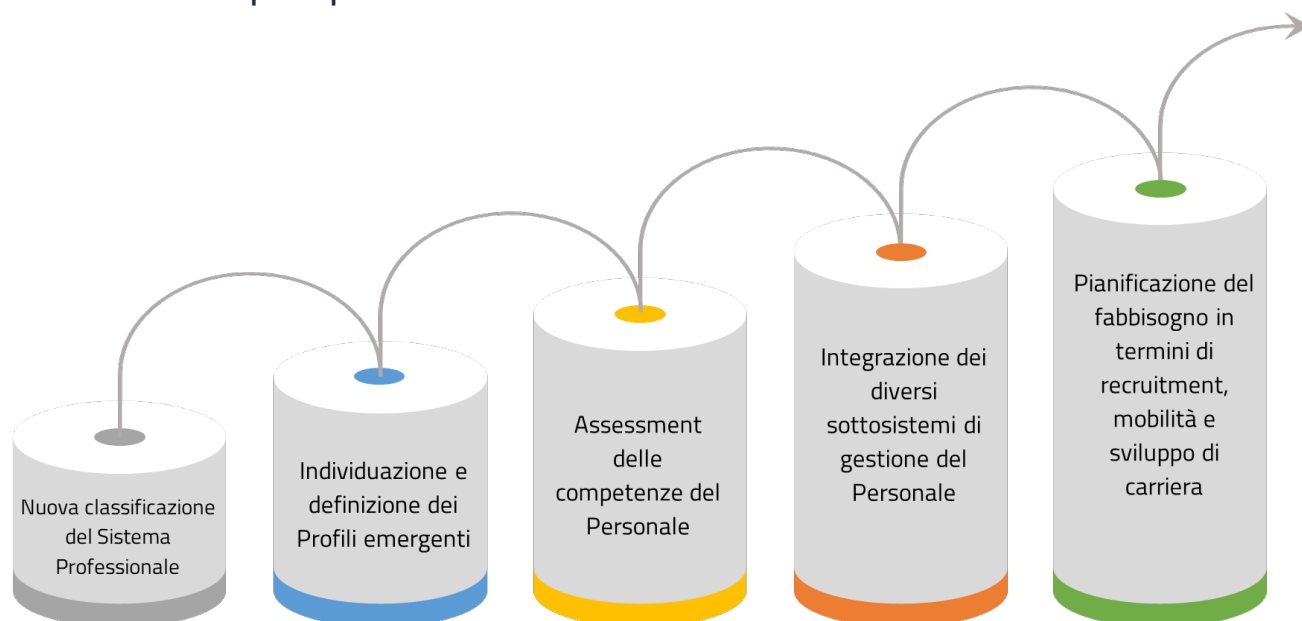 Nuova classificazione
del Sistema
Professionale
Individuazione e
definizione dei
Profili emergenti
Assessment
delle
competenze del
Personale
Integrazione dei
diversi
sottosistemi di
gestione del
Personale
Pianificazione del
fabbisogno in
termini di
recruitment,
mobilità e
sviluppo di
carriera